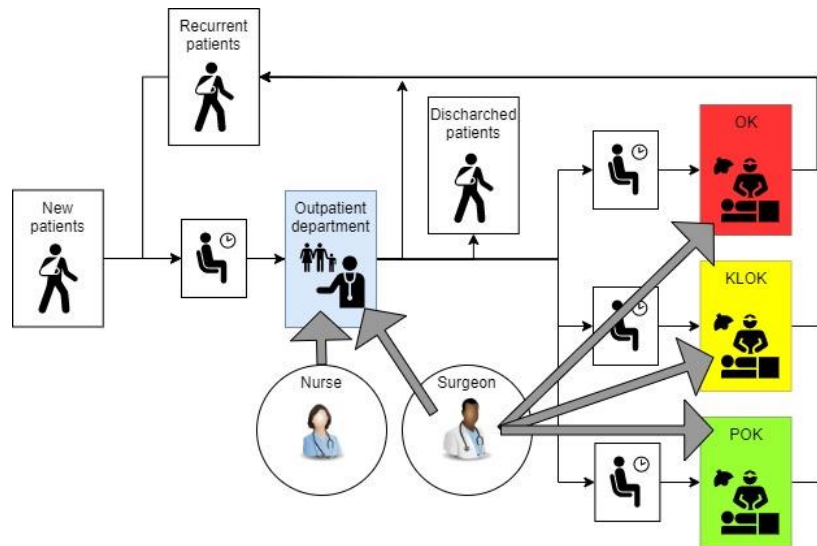 Recurrent
patients
Discharched
patients
OK
New
patients
Outpatient
department
KLOK
Nurse
Surgeon
POK